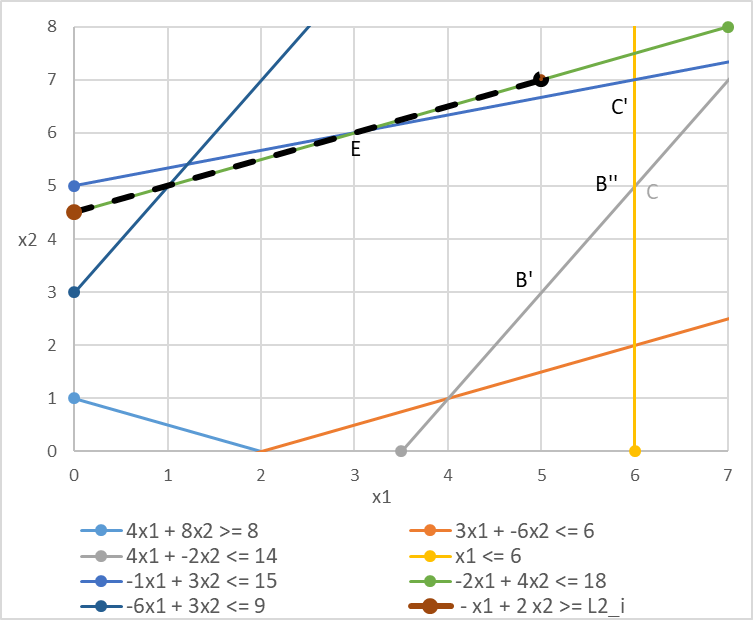 8
7
C'
6
E
5
B''
C
x2
4
3
B'
2
1
0
0 1 2 3 4 5 6 7
x1
4x1 + 8x2 >= 8 3x1 + -6x2 <= 6
4x1 + -2x2 <= 14 x1 <= 6
-1x1 + 3x2 <= 15 -2x1 + 4x2 <= 18
-6x1 + 3x2 <= 9 - x1 + 2 x2 >= L2_i